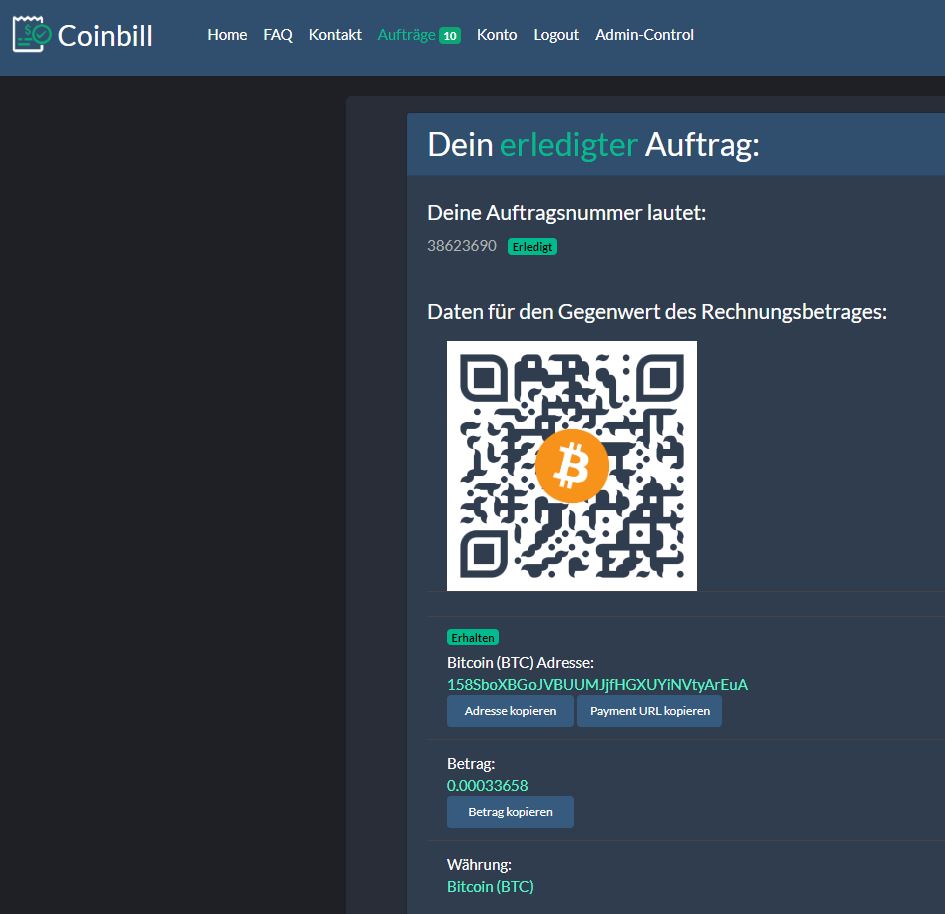 Coinbill
Home FAQ Kontakt Aufträge 10 Konto Logout Admin-Control
Dein erledigter Auftrag:
Deine Auftragsnummer lautet:
38623690 Erledigt
Daten für den Gegenwert des Rechnungsbetrages:
Erhalten
Bitcoin (BTC) Adresse:
158SboXBGoJVBUUMJjfHGXUYiNVtyArEuA
Adresse kopieren Payment URL kopieren
Betrag:
0.00033658
Betrag kopieren
Währung:
Bitcoin (BTC)